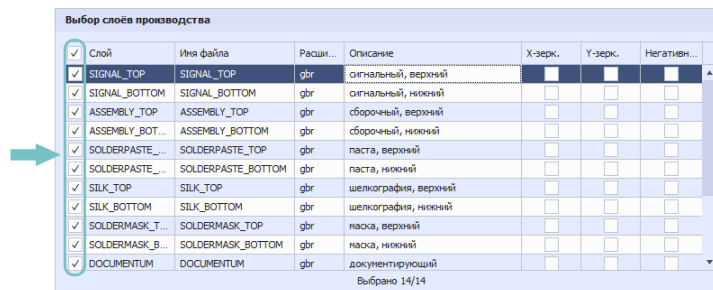 Выбор слоёв производства
Слой Имя файла Расши... Описание X-зерк. Y-зерк. Негативн...
SIGNAL_TOP SIGNAL_TOP gbr сигнальный, верхний
SIGNAL_BOTTOM SIGNAL_BOTTOM gbr сигнальный, нижний
ASSEMBLY_TOP ASSEMBLY_TOP gbr сборочный, верхний
ASSEMBLY_BOT... ASSEMBLY_BOTTOM gbr сборочный, нижний
SOLDERPASTE_... SOLDERPASTE_TOP gbr паста, верхний
SOLDERPASTE_... SOLDERPASTE_BOTTOM gbr паста, нижний
SILK_TOP SILK_TOP gbr шелкография, верхний
SILK_BOTTOM SILK_BOTTOM gbr шелкография, нижний
SOLDERMASK_T... SOLDERMASK_TOP gbr маска, верхний
SOLDERMASK_B... SOLDERMASK_BOTTOM gbr маска, нижний
DOCUMENTUM DOCUMENTUM gbr документирующий
Выбрано 14/14